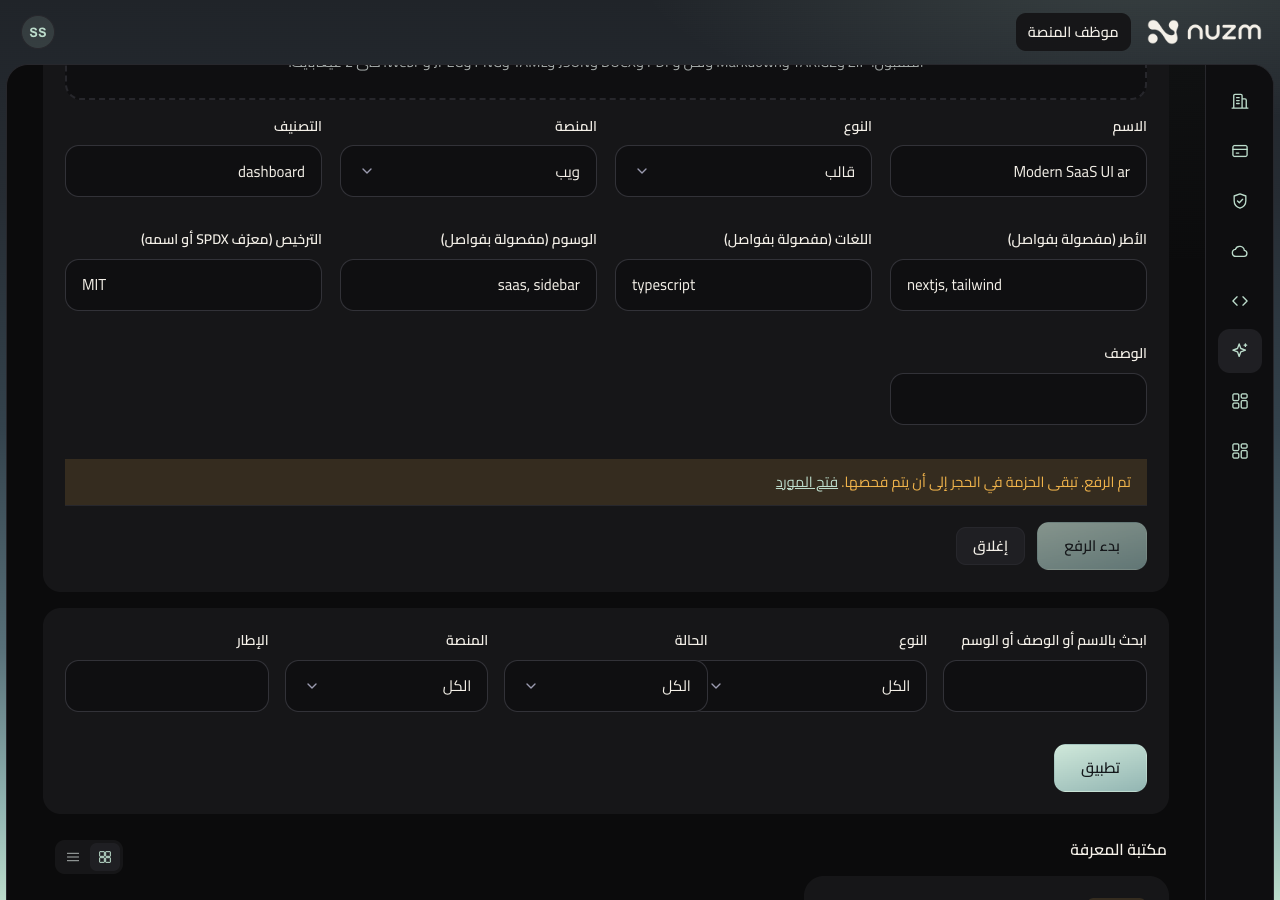 nuzm
موظف المنصة
SS
الاسم
النوع
المنصة
التصنيف
Modern SaaS UI ar
قالب
ويب
dashboard
الأطر (مفصولة بفواصل)
اللغات (مفصولة بفواصل)
الوسوم (مفصولة بفواصل)
الترخيص (معرّف SPDX أو اسمه)
nextjs, tailwind
typescript
saas, sidebar
MIT
الوصف
تم الرفع. تبقى الحزمة في الحجر إلى أن يتم فحصها. فتح المورد
بدء الرفع
إغلاق
ابحث بالاسم أو الوصف أو الوسم
النوع
الحالة
المنصة
الإطار
الكل
الكل
الكل
تطبيق
مكتبة المعرفة